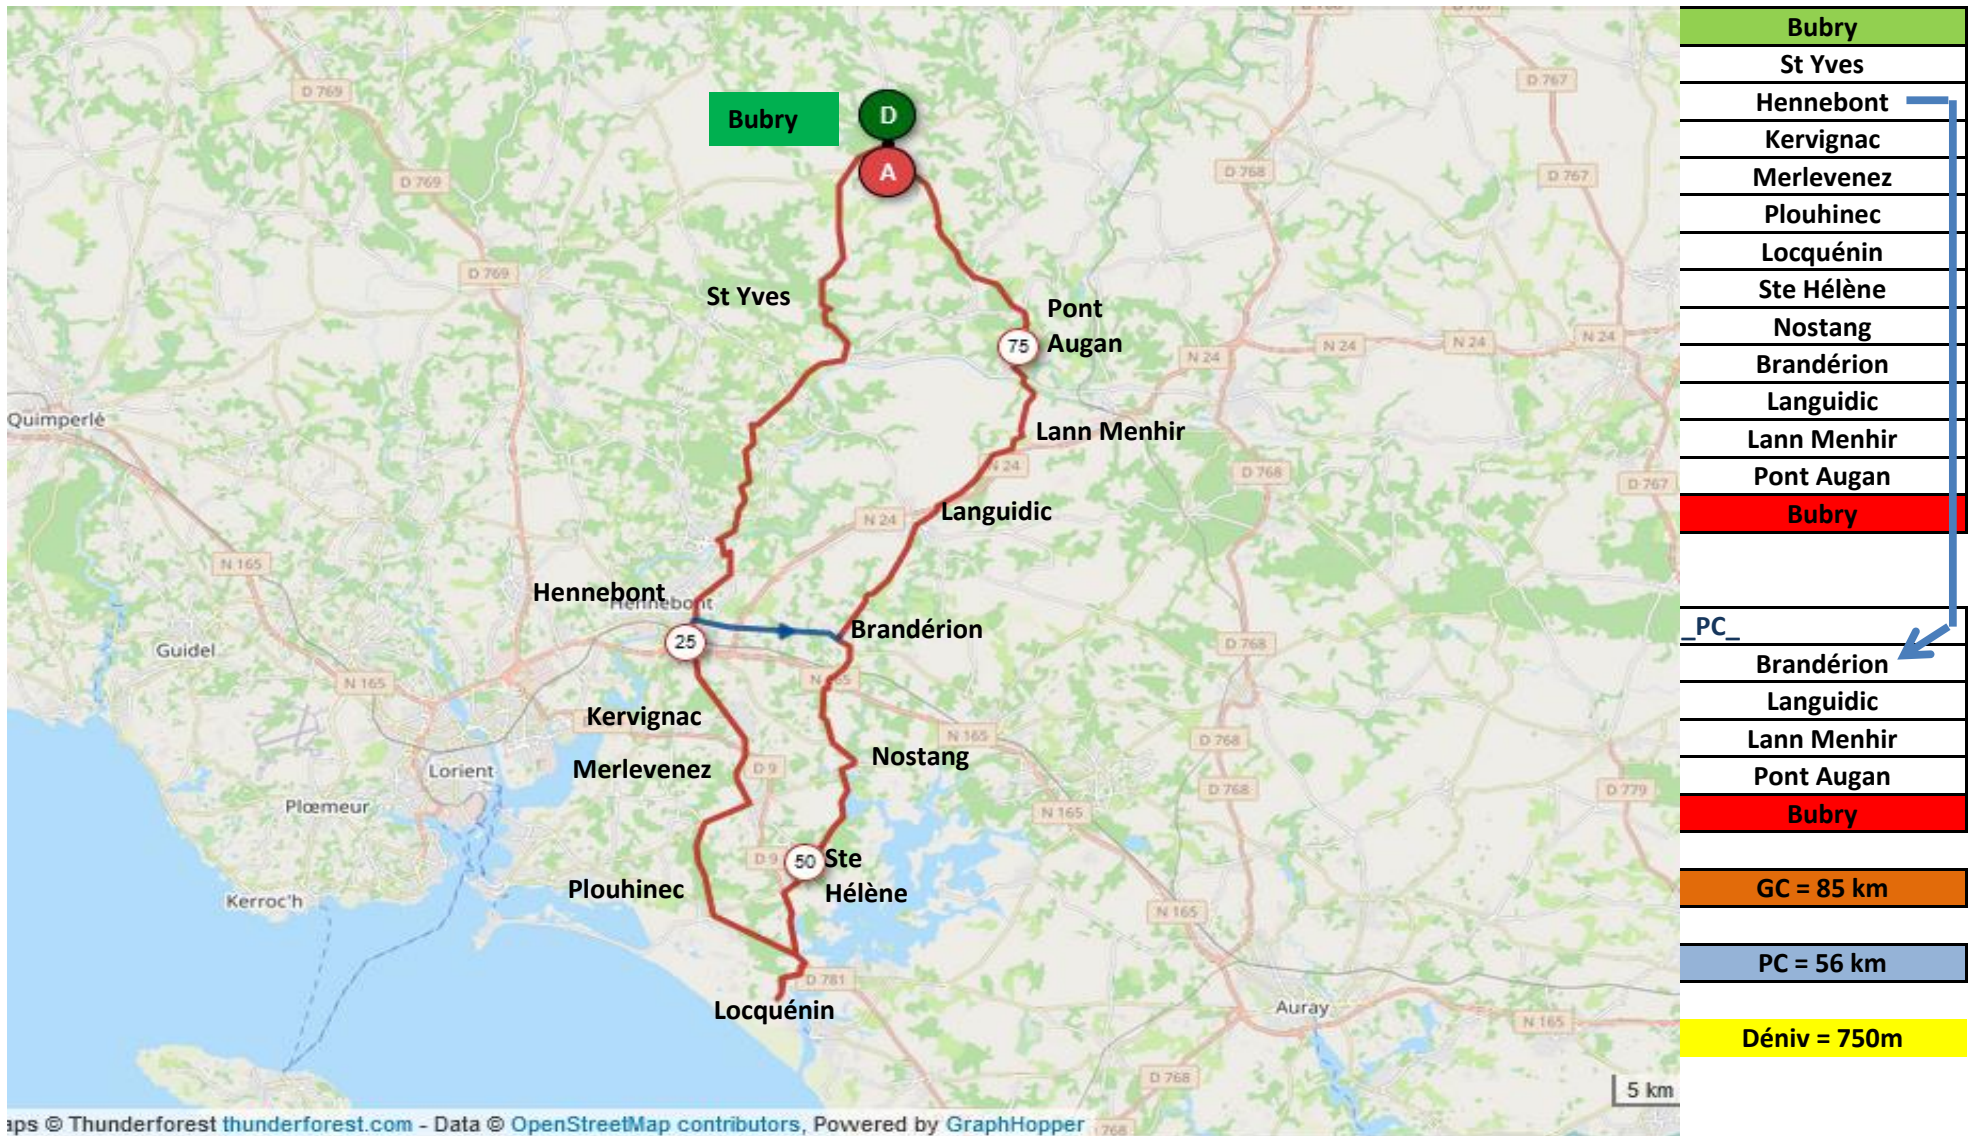 D 769
D 767
Bubry
D
A
D 769
D 768
D 767
D 769
St Yves
Pont
Augan
75
N 24
N 24
N 24
N 24
Quimperlé
Lann Menhir
N 24
D 768
D 767
Languidic
N 24
N 165
Hennebont
Hennebont
25
Brandérion
Guidel
D 768
N 165
N 165
Kervignac
N 165
D 768
Nostang
Merlevenez
D 9
Lorient
D 768
D 779
Plœmeur
N 165
D 9
50
Ste
Hélène
Plouhinec
Kerroc'h
N 165
D 781
Locquénin
Auray
N 165
D 768
5 km
aps © Thunderforest thunderforest.com - Data © OpenStreetMap contributors, Powered by GraphHopper
768
Bubry
St Yves
Hennebont
Kervignac
Merlevenez
Plouhinec
Locquénin
Ste Hélène
Nostang
Brandérion
Languidic
Lann Menhir
Pont Augan
Bubry
_PC_
Brandérion
Languidic
Lann Menhir
Pont Augan
Bubry
GC = 85 km
PC = 56 km
Déniv = 750m